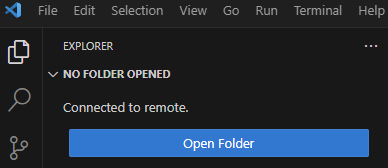 File Edit Selection View Go Run Terminal Help
EXPLORER
NO FOLDER OPENED
Connected to remote.
Open Folder